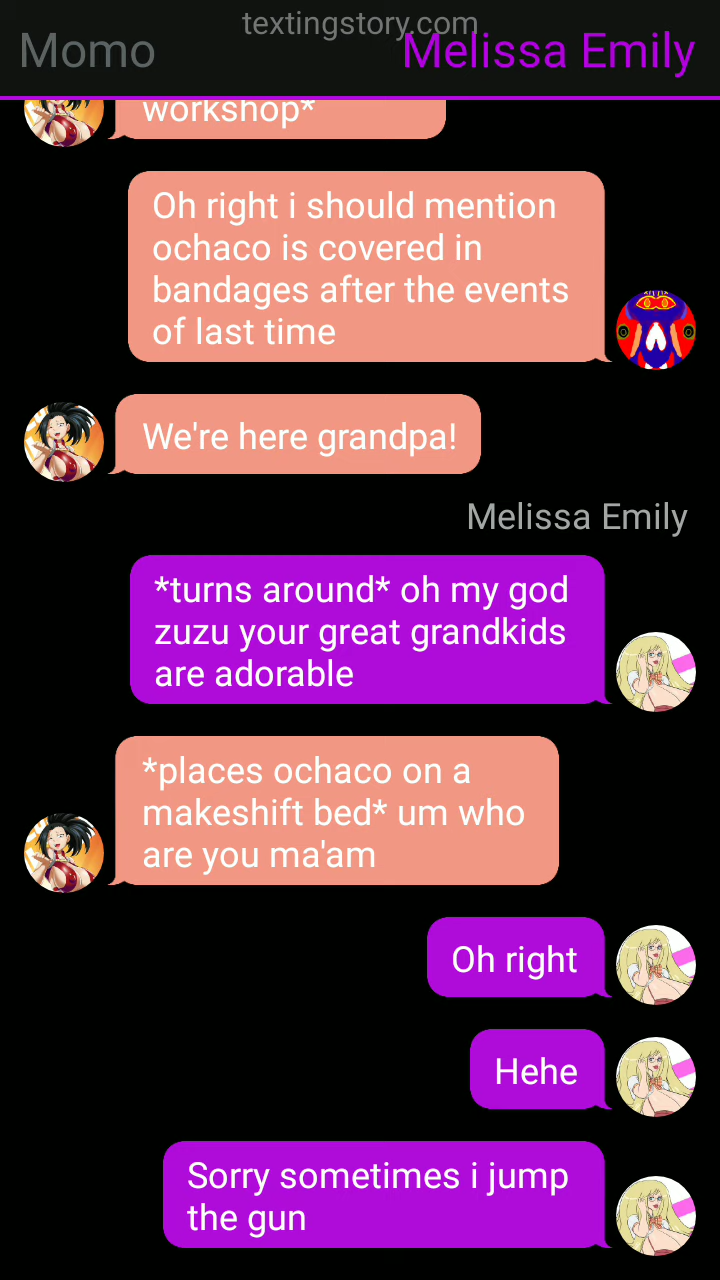 textingstory.com
Momo
Melissa Emily
workshop*
Oh right i should mention
ochaco is covered in
bandages after the events
of last time
We're here grandpa!
Melissa Emily
*turns around* oh my god
zuzu your great grandkids
are adorable
*places ochaco on a
makeshift bed* um who
are you ma'am
Oh right
Hehe
Sorry sometimes i jump
the gun